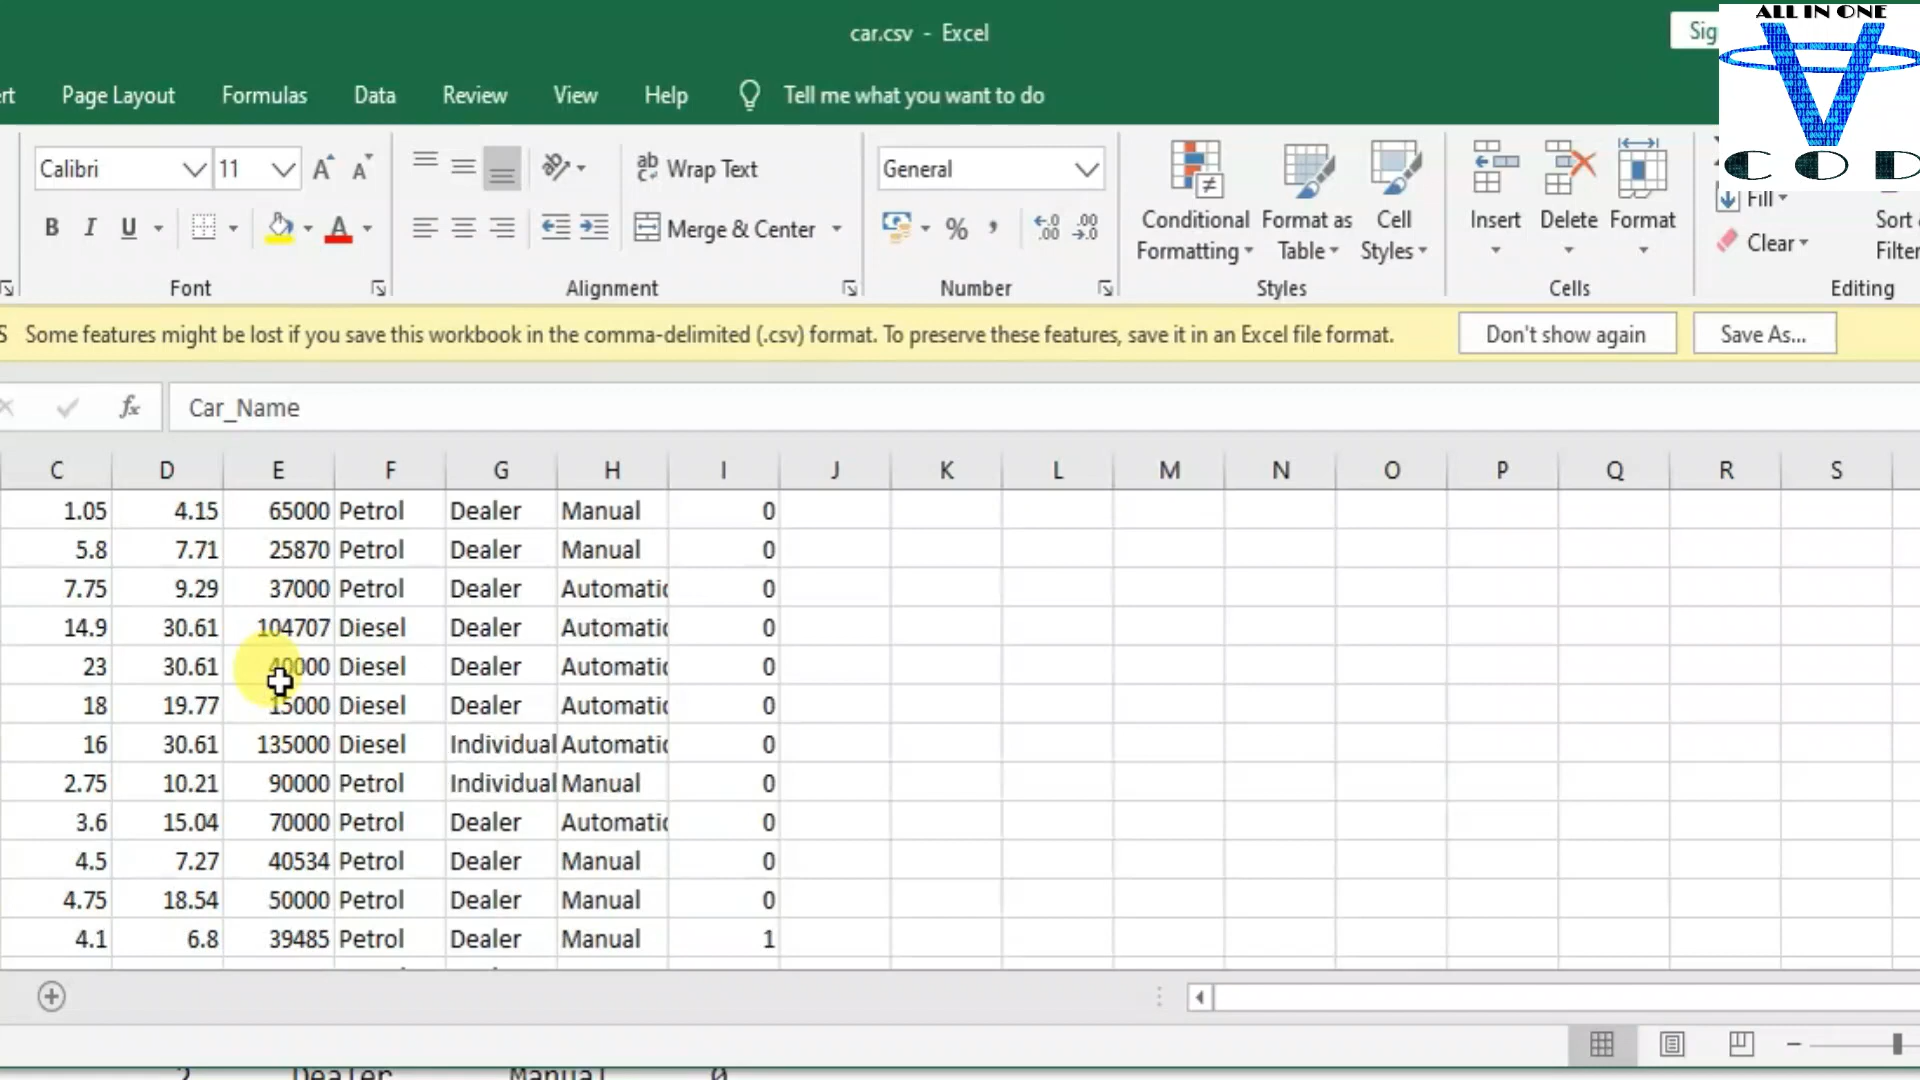 car.csv - Excel
ALL IN ONE
C O D
Page Layout Formulas Data Review View Help Tell me what you want to do
Calibri 11 Wrap Text General
B I U Merge & Center % Conditional Formatting Format as Table Cell Styles Insert Delete Format Fill Clear
Font Alignment Number Styles Cells Editing
Some features might be lost if you save this workbook in the comma-delimited (.csv) format. To preserve these features, save it in an Excel file format. Don't show again Save As...
fx Car_Name
C D E F G H I J K L M N O P Q R S
1.05 4.15 65000 Petrol Dealer Manual 0
5.8 7.71 25870 Petrol Dealer Manual 0
7.75 9.29 37000 Petrol Dealer Automatic 0
14.9 30.61 104707 Diesel Dealer Automatic 0
23 30.61 40000 Diesel Dealer Automatic 0
18 19.77 15000 Diesel Dealer Automatic 0
16 30.61 135000 Diesel Individual Automatic 0
2.75 10.21 90000 Petrol Individual Manual 0
3.6 15.04 70000 Petrol Dealer Automatic 0
4.5 7.27 40534 Petrol Dealer Manual 0
4.75 18.54 50000 Petrol Dealer Manual 0
4.1 6.8 39485 Petrol Dealer Manual 1
2 Dealer Manual 0